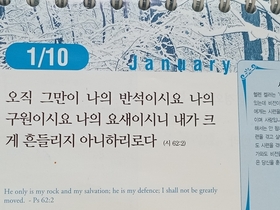 1/10
January
오직 그만이 나의 반석이시요 나의
구원이시요 나의 요새이시니 내가 크
게 흔들리지 아니하리로다 (시 62:2)
He only is my rock and my salvation; he is my defence; I shall not be greatly
moved. - Ps 62:2